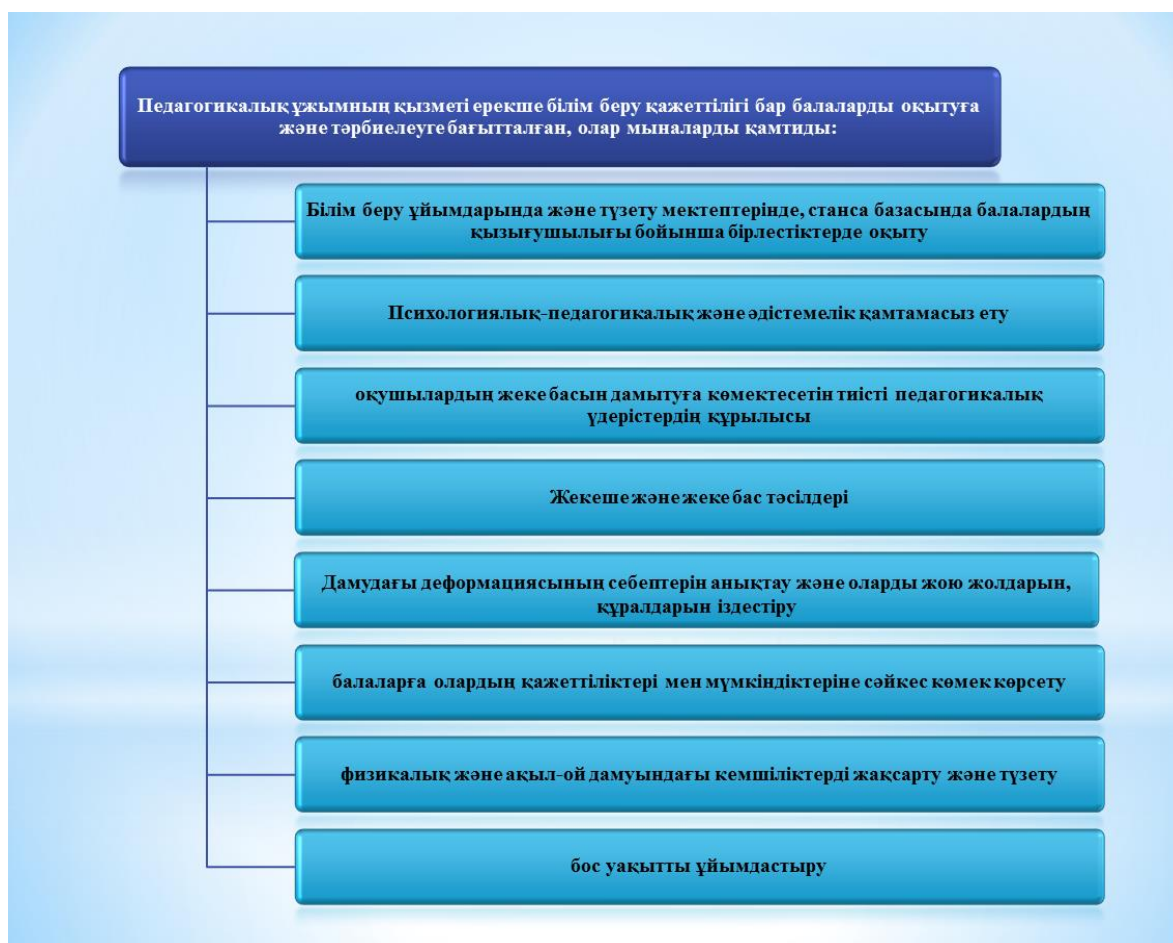 Педагогикалық ұжымның қызметі ерекше білім беру қажеттілігі бар балаларды оқытуға
және тәрбиелеуге бағытталған, олар мыналарды қамтиды:
Білім беру ұйымдарында және түзету мектептерінде, станса базасында балалардың
қызығушылығы бойынша бірлестіктерде оқыту
Психологиялық-педагогикалық және әдістемелік қамтамасыз ету
оқушылардың жеке басын дамытуға көмектесетін тиісті педагогикалық
үдерістердің құрылысы
Жекеше және жеке бас тәсілдері
Дамудағы деформациясының себептерін анықтау және оларды жою жолдарын,
құралдарын іздестіру
балаларға олардың қажеттіліктері мен мүмкіндіктеріне сәйкес көмек көрсету
физикалық және ақыл-ой дамуындағы кемшіліктерді жақсарту және түзету
бос уақытты ұйымдастыру